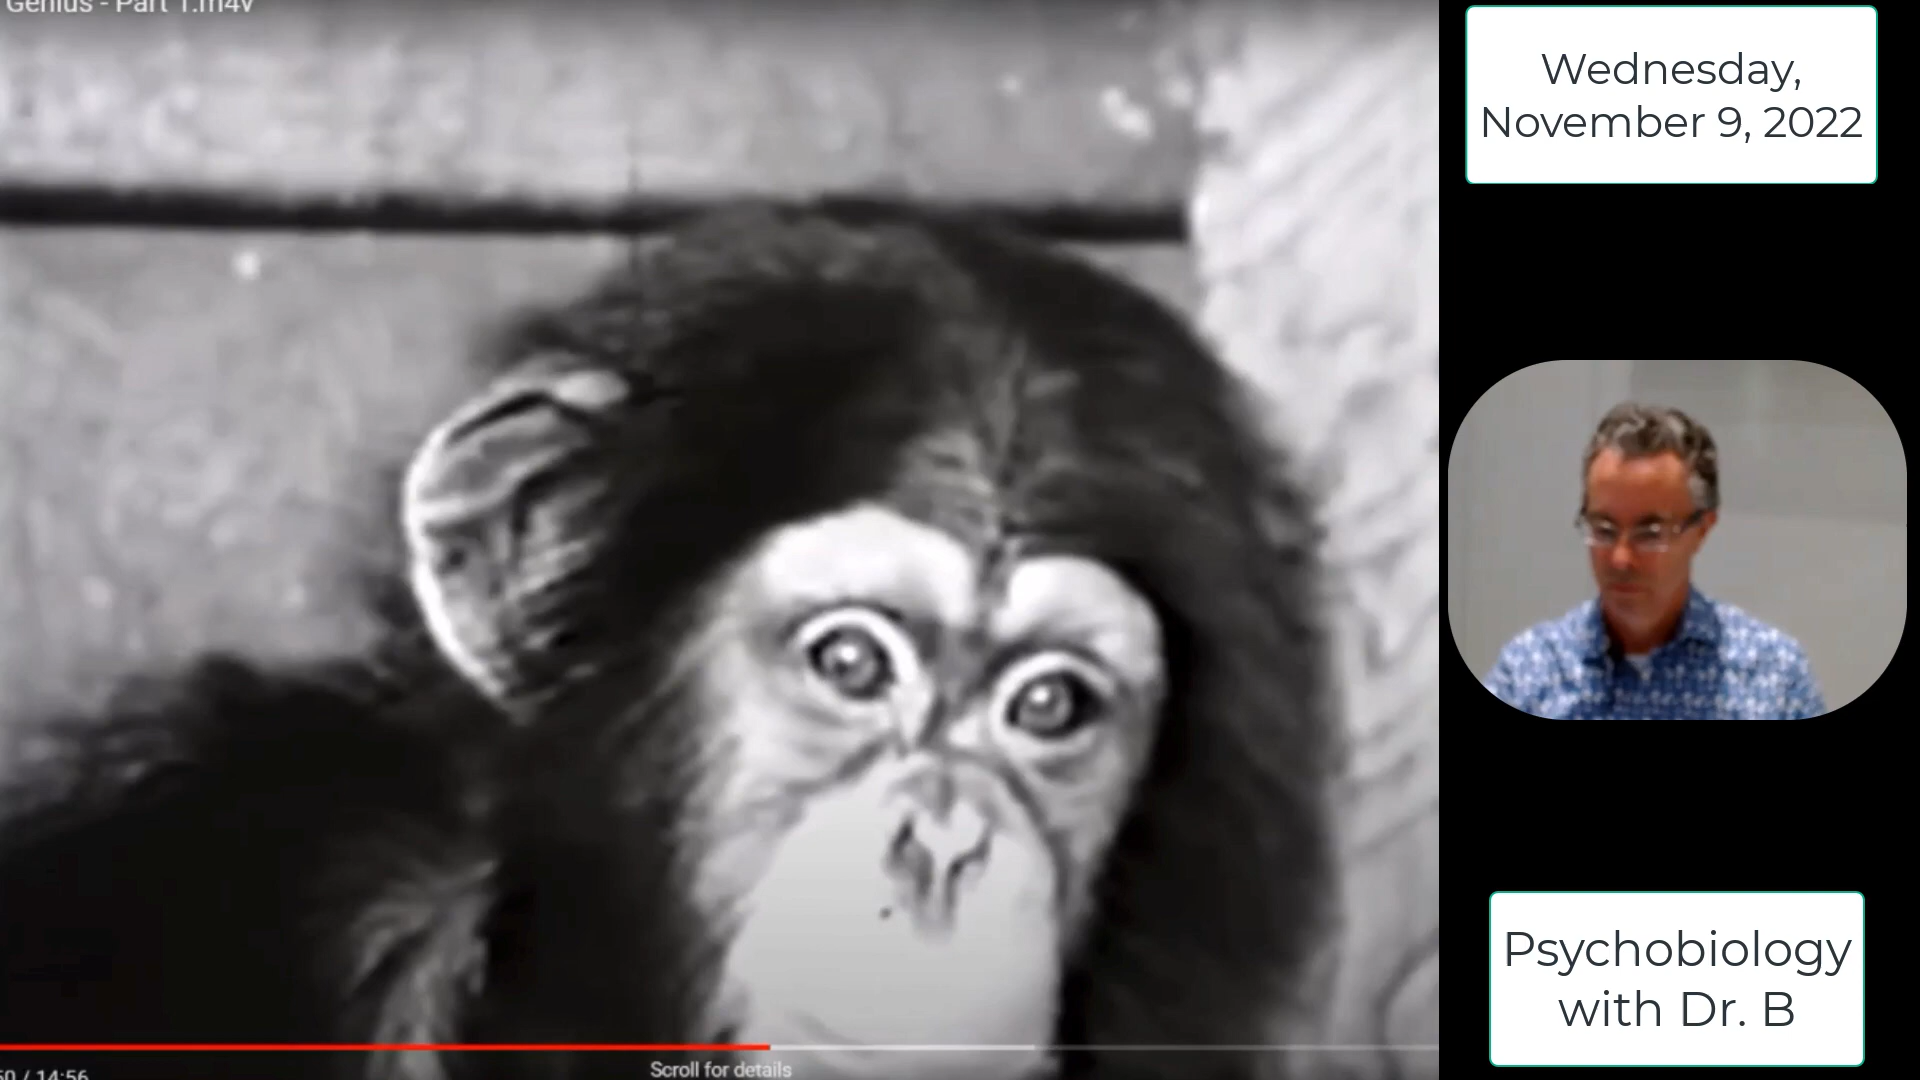 Genius - Part 1.m4v
Wednesday,
November 9, 2022
Psychobiology
with Dr. B
Scroll for details
/ 14:56